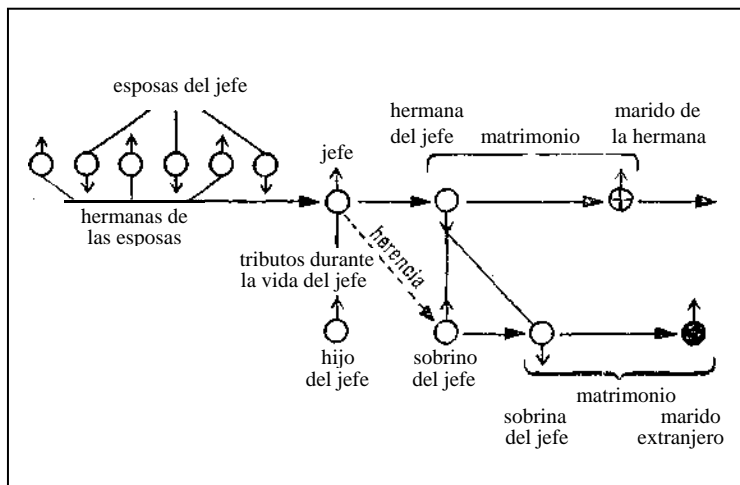 esposas del jefe
hermana
del jefe
matrimonio
marido de
la hermana
jefe
hermanas de
las esposas
tributos durante
la vida del jefe
herencia
hijo
del jefe
sobrino
del jefe
matrimonio
sobrina
del jefe
marido
extranjero